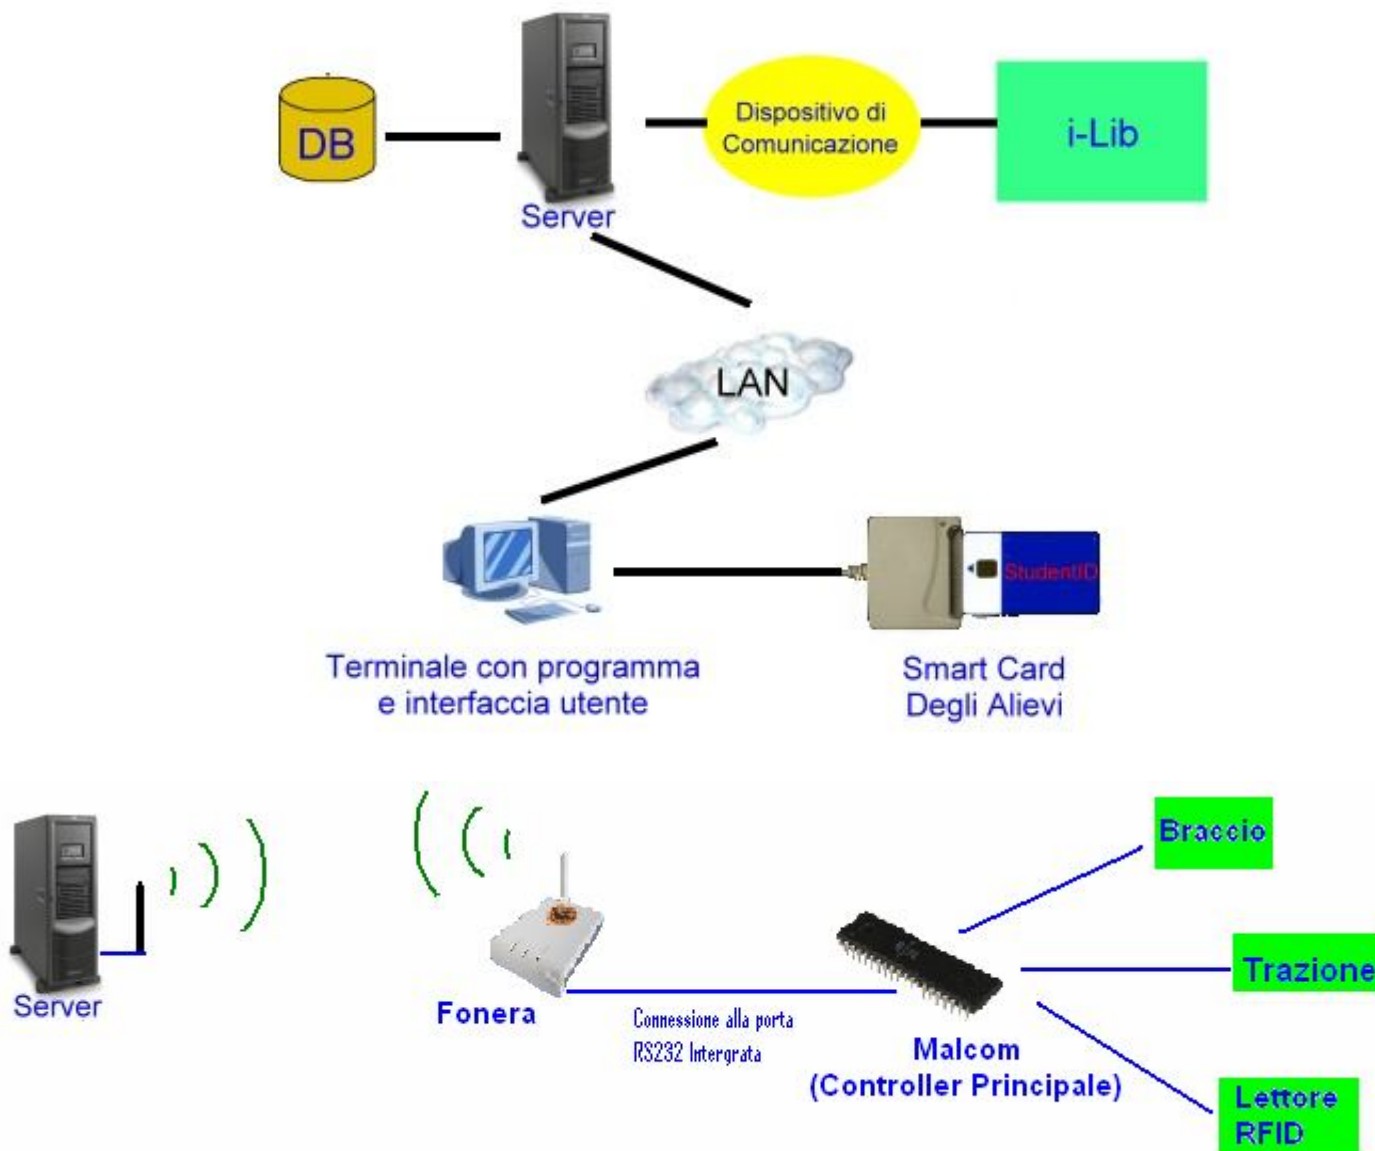 DB
Server
Dispositivo di
Comunicazione
i-Lib
LAN
StudentID
Terminale con programma
e interfaccia utente
Smart Card
Degli Alievi
Server
Fonera
Connessione alla porta
RS232 Intergrata
Malcom
(Controller Principale)
Braccio
Trazione
Lettore
RFID